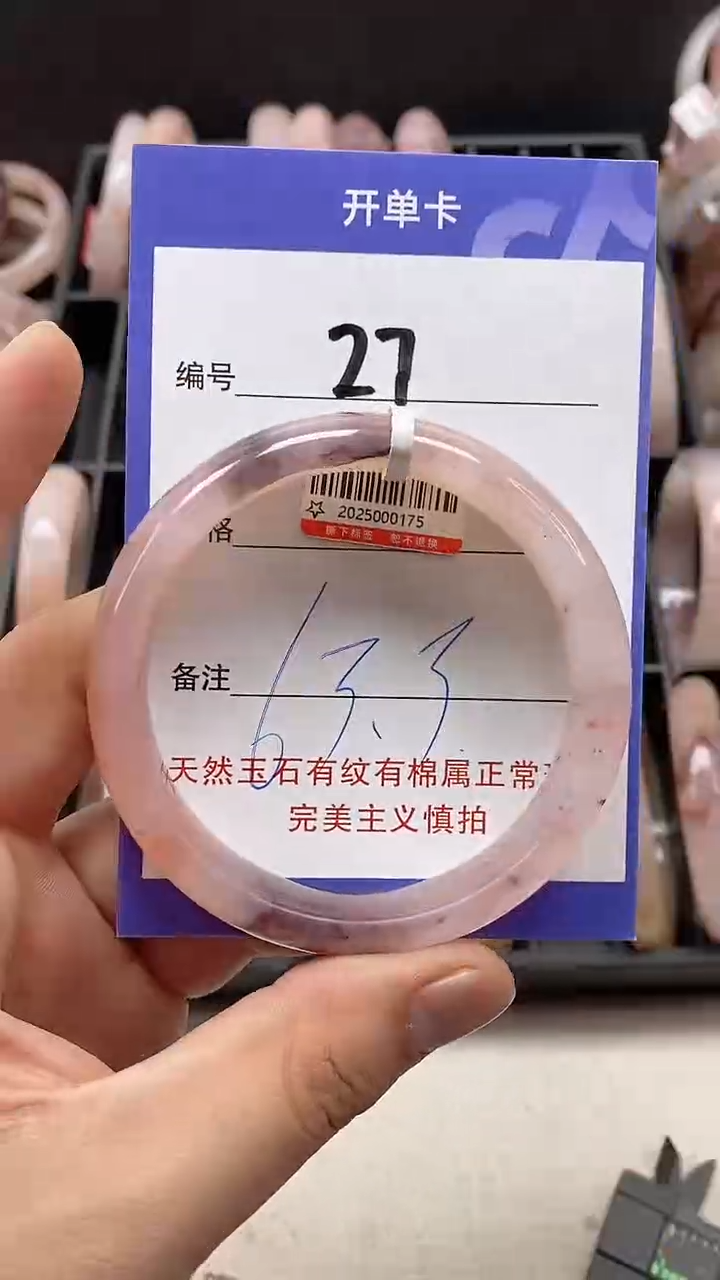 开单卡
编号 27
2025000175
撕下标签 恕不退换
格
备注 63.3
天然玉石有纹有棉属正常
完美主义慎拍